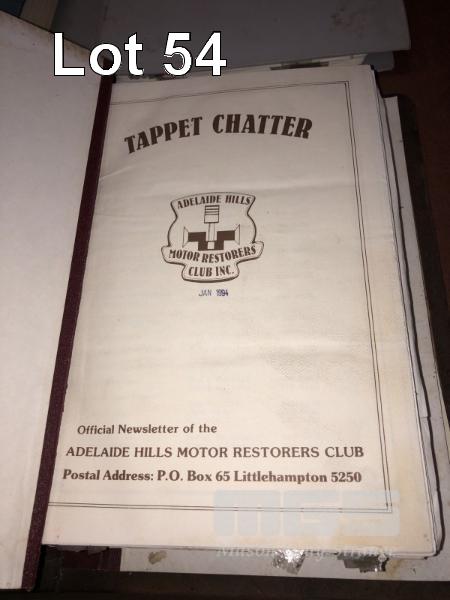 Lot 54
TAPPET CHATTER
ADELAIDE HILLS
MOTOR RESTORERS
CLUB INC.
JAN 1994
Official Newsletter of the
ADELAIDE HILLS MOTOR RESTORERS CLUB
Postal Address: P.O. Box 65 Littlehampton 5250
MGS